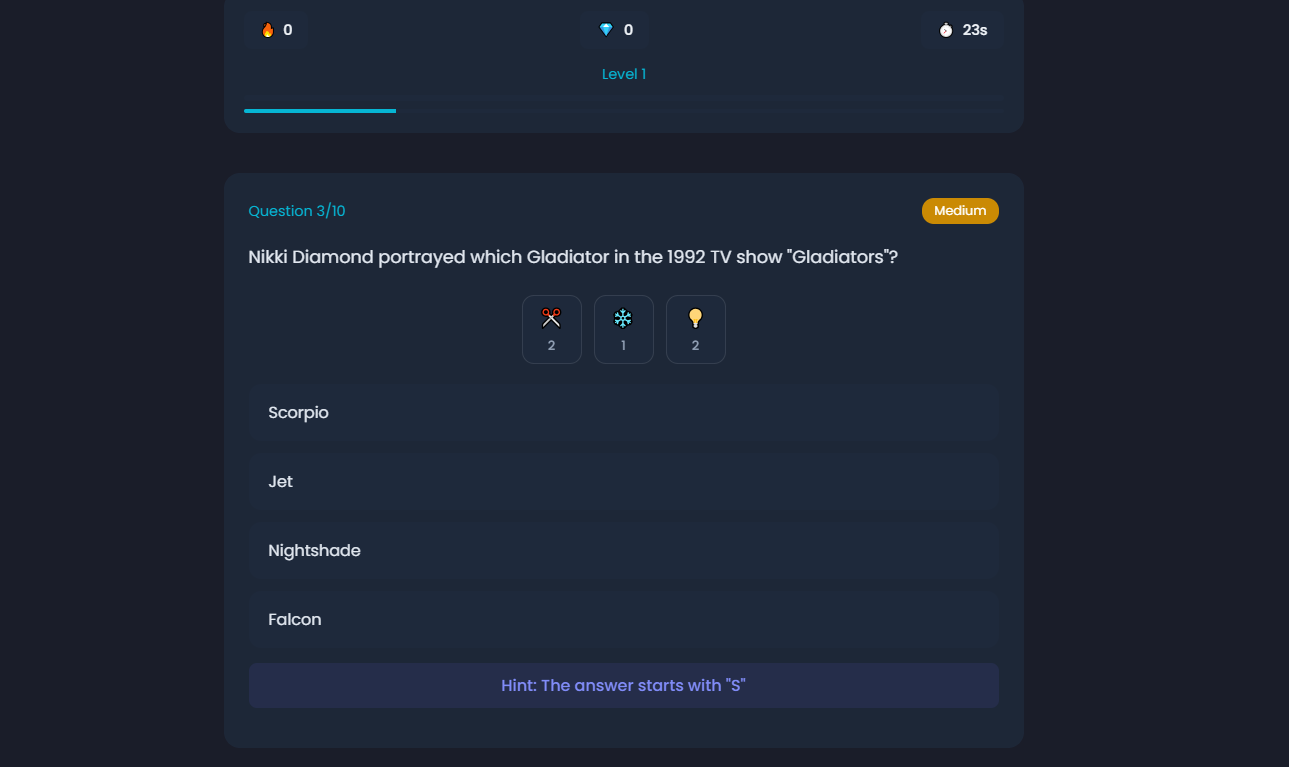 0
0
23s
Level 1
Question 3/10
Medium
Nikki Diamond portrayed which Gladiator in the 1992 TV show "Gladiators"?
2
1
2
Scorpio
Jet
Nightshade
Falcon
Hint: The answer starts with "S"